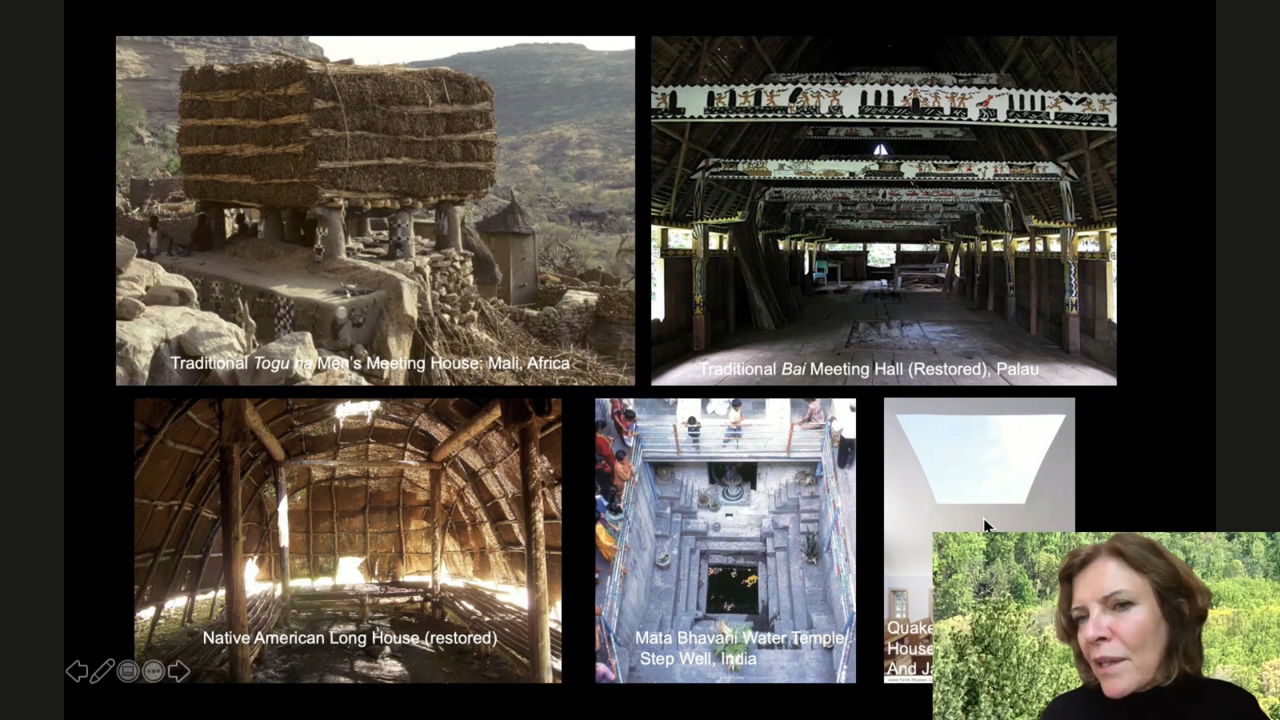 Traditional Togu na Men's Meeting House: Mali, Africa
Traditional Bai Meeting Hall (Restored), Palau
Native American Long House (restored)
Mata Bhavani Water Temple
Step Well, India
Quake
House
And Ja